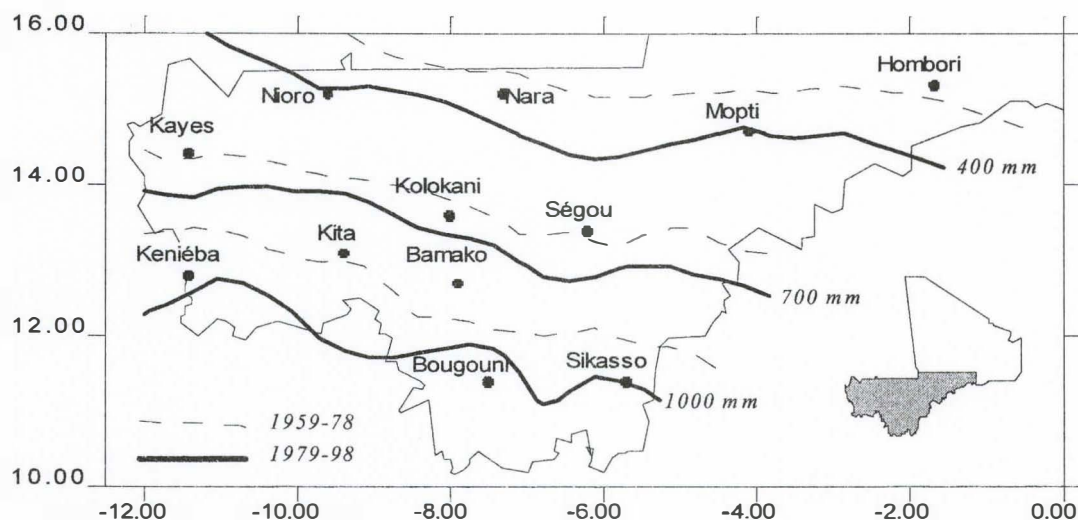 16.00
Hombori
Nioro
Nara
Mopti
Kayes
400 mm
14.00
Kolokani
Ségou
Kita
Keniéba
Bamako
700 mm
12.00
Bougouni
Sikasso
1000 mm
1959-78
1979-98
10.00
-12.00 -10.00 -8.00 -6.00 -4.00 -2.00 0.00